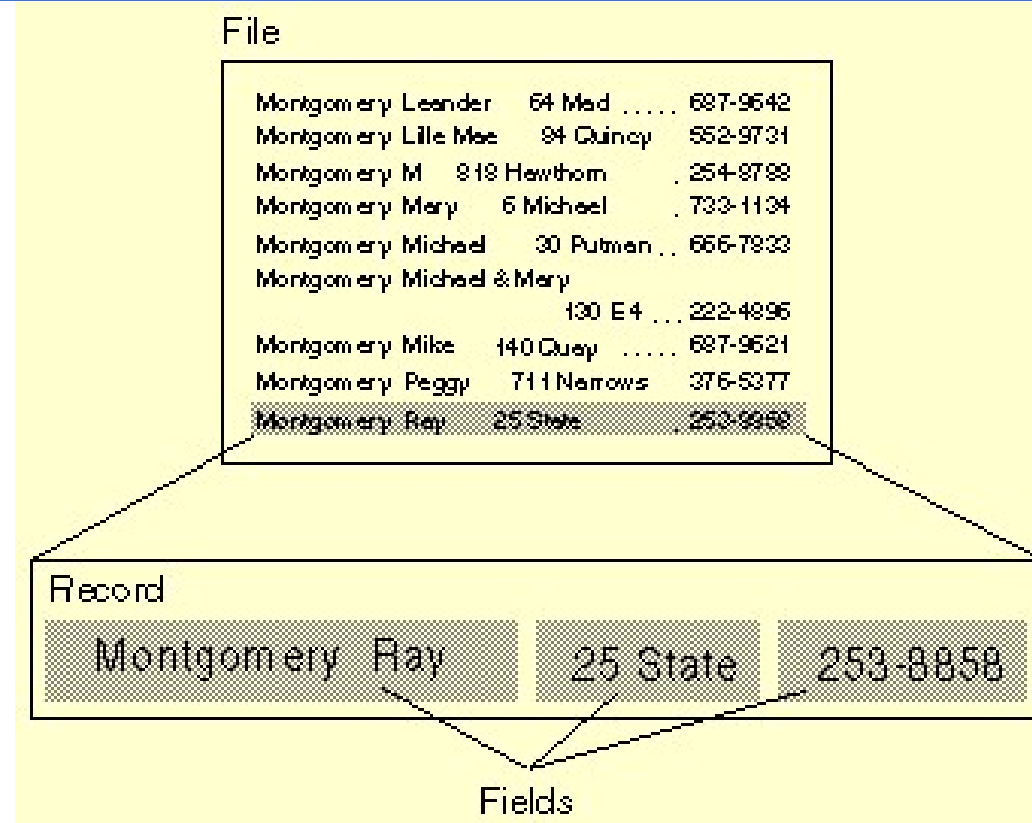 File
Montgomery Leander 64 Mad ..... 687-9642
Montgomery Lille Mae 84 Quincy 552-9731
Montgomery M 818 Hawthorn . 254-8788
Montgomery Mary 6 Michael . 733-1134
Montgomery Michael 30 Putman .. 666-7833
Montgomery Michael & Mary
130 E4 ... 222-4896
Montgomery Mike 140 Quay ..... 687-9621
Montgomery Peggy 711 Narrows 376-5377
Montgomery Ray 25 State . 253-8858
Record
Montgomery Ray 25 State 253-8858
Fields